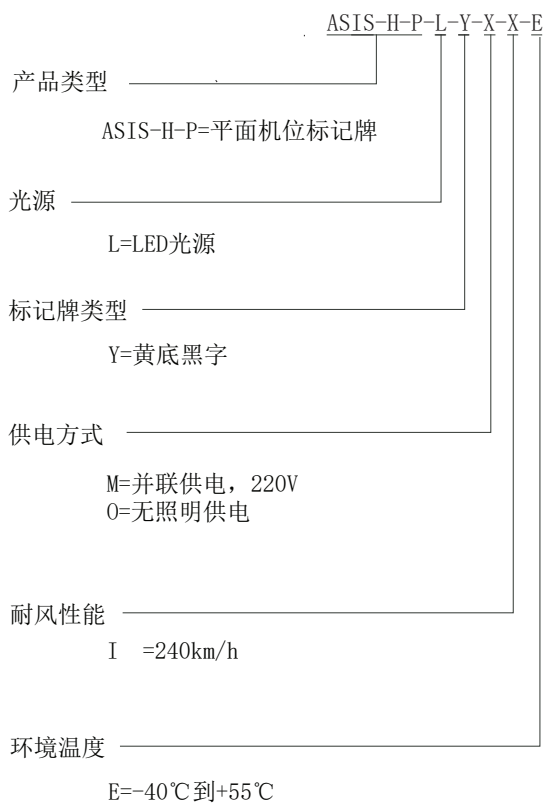 ASIS-H-P-L-Y-X-X-E
产品类型
ASIS-H-P=平面机位标记牌
光源
L=LED光源
标记牌类型
Y=黄底黑字
供电方式
M=并联供电，220V
O=无照明供电
耐风性能
I =240km/h
环境温度
E=-40℃到+55℃